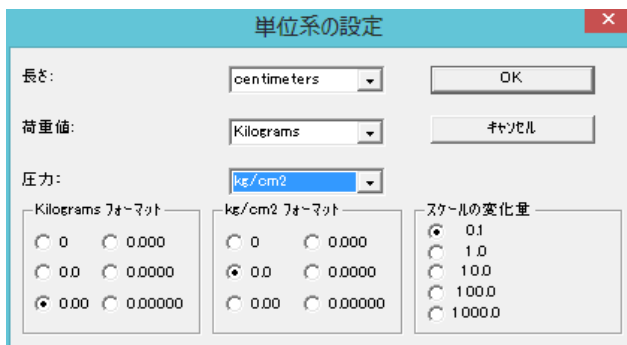 単位系の設定
長さ: centimeters OK
荷重値: Kilograms キャンセル
圧力: kg/cm2
Kilograms フォーマット kg/cm2 フォーマット スケールの変化量
0 0.000 0 0.000 0.1
0.0 0.0000 0.0 0.0000 1.0
0.00 0.00000 0.00 0.00000 10.0
100.0
1000.0